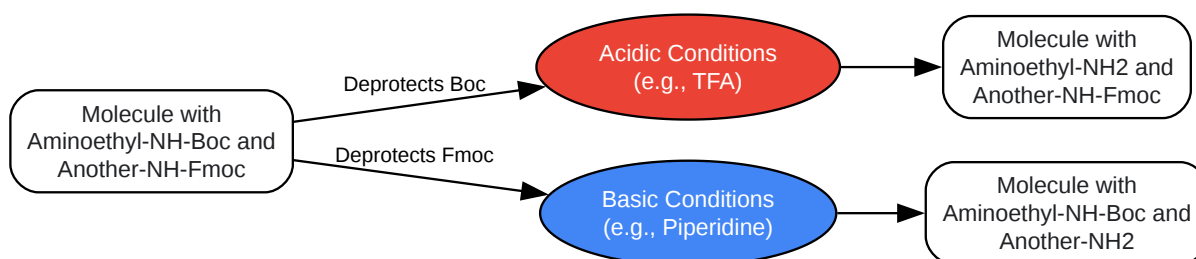 Molecule with
Aminoethyl-NH-Boc and
Another-NH-Fmoc
Deprotects Boc
Deprotects Fmoc
Acidic Conditions
(e.g., TFA)
Basic Conditions
(e.g., Piperidine)
Molecule with
Aminoethyl-NH2 and
Another-NH-Fmoc
Molecule with
Aminoethyl-NH-Boc and
Another-NH2